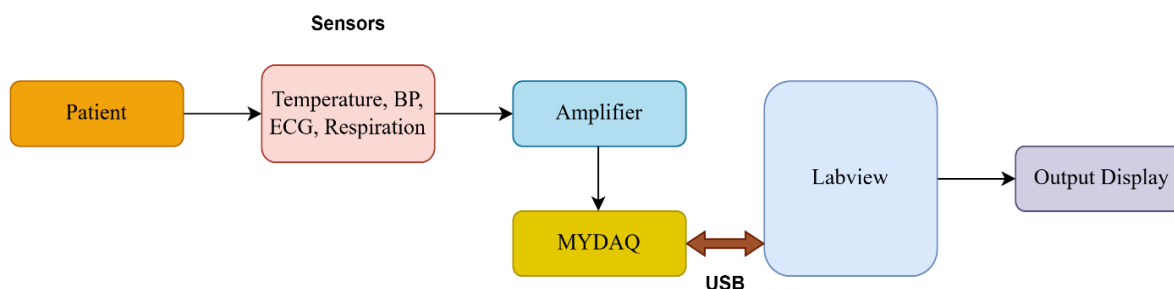 Sensors
Patient
Temperature, BP,
ECG, Respiration
Amplifier
Labview
Output Display
MYDAQ
USB